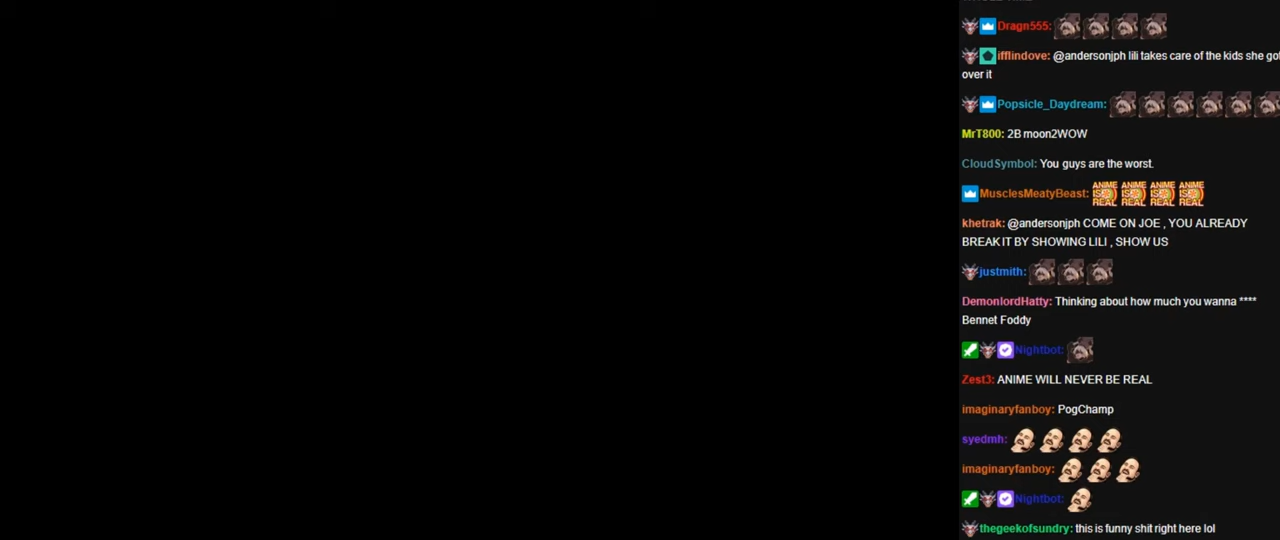 Dragn555:
ifflindove: @andersonjph lili takes care of the kids she got
over it
Popsicle_Daydream:
MrT800: 2B moon2WOW
CloudSymbol: You guys are the worst.
MusclesMeatyBeast: ANIME IS REAL ANIME IS REAL ANIME IS REAL ANIME IS REAL
khetrak: @andersonjph COME ON JOE , YOU ALREADY
BREAK IT BY SHOWING LILI , SHOW US
justmith:
DemonlordHatty: Thinking about how much you wanna ****
Bennet Foddy
Nightbot:
Zest3: ANIME WILL NEVER BE REAL
imaginaryfanboy: PogChamp
syedmh:
imaginaryfanboy:
Nightbot:
thegeekofsundry: this is funny shit right here lol